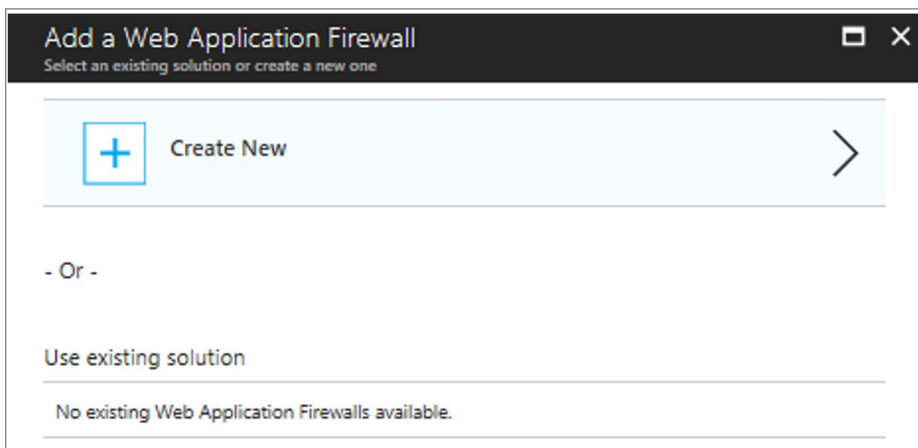 Add a Web Application Firewall
Select an existing solution or create a new one
Create New
- Or -
Use existing solution
No existing Web Application Firewalls available.